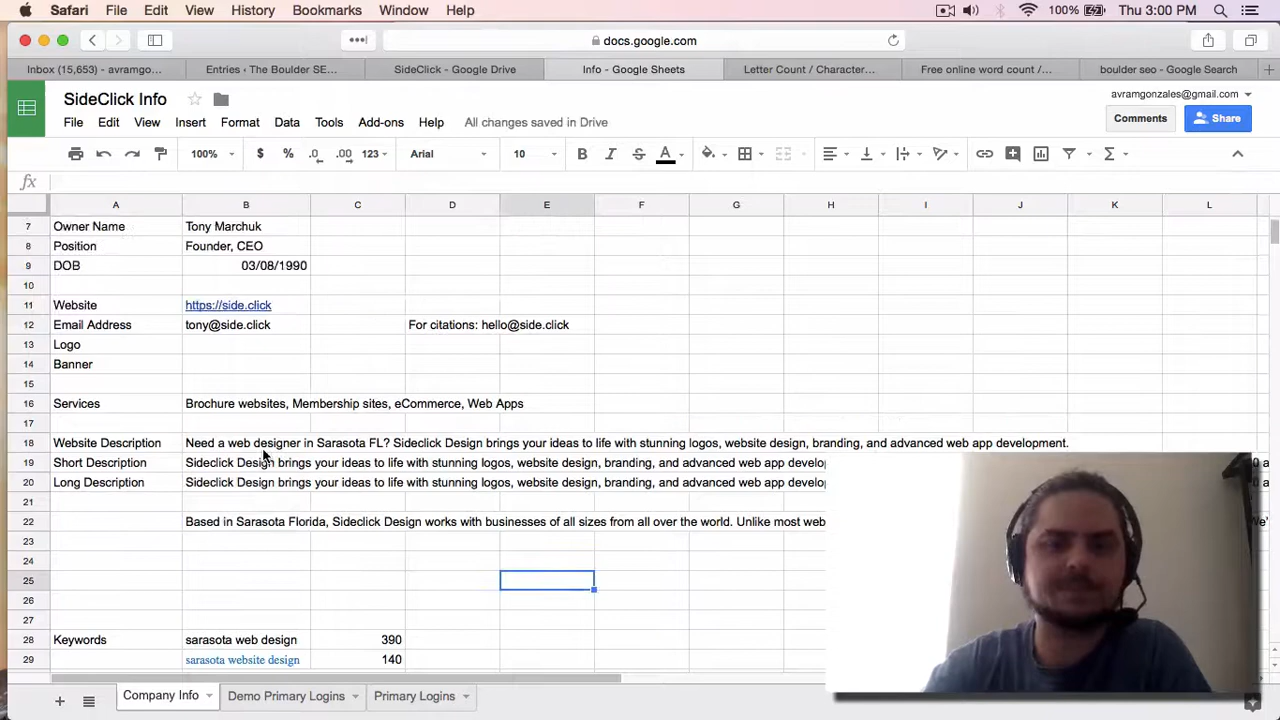 Safari File Edit View History Bookmarks Window Help 100% Thu 3:00 PM
docs.google.com
Inbox (15,653) - avramgo... Entries ‹ The Boulder SE... SideClick - Google Drive Info - Google Sheets Letter Count / Character... Free online word count /... boulder seo - Google Search
SideClick Info
avramgonzales@gmail.com
File Edit View Insert Format Data Tools Add-ons Help All changes saved in Drive
Comments Share
100% $ % .0 .00 123 Arial 10 B I S A Σ
fx
A B C D E F G H I J K L
7 Owner Name Tony Marchuk
8 Position Founder, CEO
9 DOB 03/08/1990
10
11 Website https://side.click
12 Email Address tony@side.click For citations: hello@side.click
13 Logo
14 Banner
15
16 Services Brochure websites, Membership sites, eCommerce, Web Apps
17
18 Website Description Need a web designer in Sarasota FL? Sideclick Design brings your ideas to life with stunning logos, website design, branding, and advanced web app development.
19 Short Description Sideclick Design brings your ideas to life with stunning logos, website design, branding, and advanced web app develop
20 Long Description Sideclick Design brings your ideas to life with stunning logos, website design, branding, and advanced web app develop
21
22 Based in Sarasota Florida, Sideclick Design works with businesses of all sizes from all over the world. Unlike most web
23
24
25
26
27
28 Keywords sarasota web design 390
29 sarasota website design 140
Company Info Demo Primary Logins Primary Logins